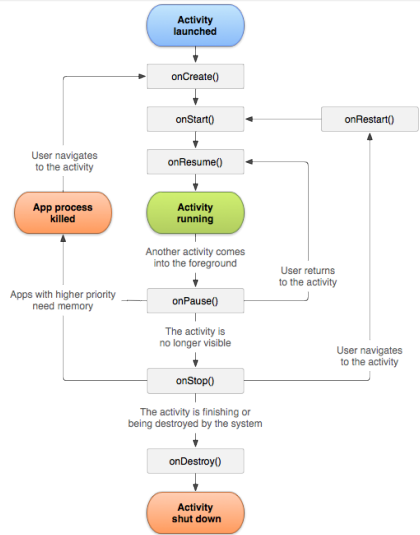 Activity
launched
onCreate()
onStart()
onRestart()
User navigates
to the activity
onResume()
App process
killed
Activity
running
Another activity comes
into the foreground
User returns
to the activity
Apps with higher priority
need memory
onPause()
The activity is
no longer visible
User navigates
to the activity
onStop()
The activity is finishing or
being destroyed by the system
onDestroy()
Activity
shut down